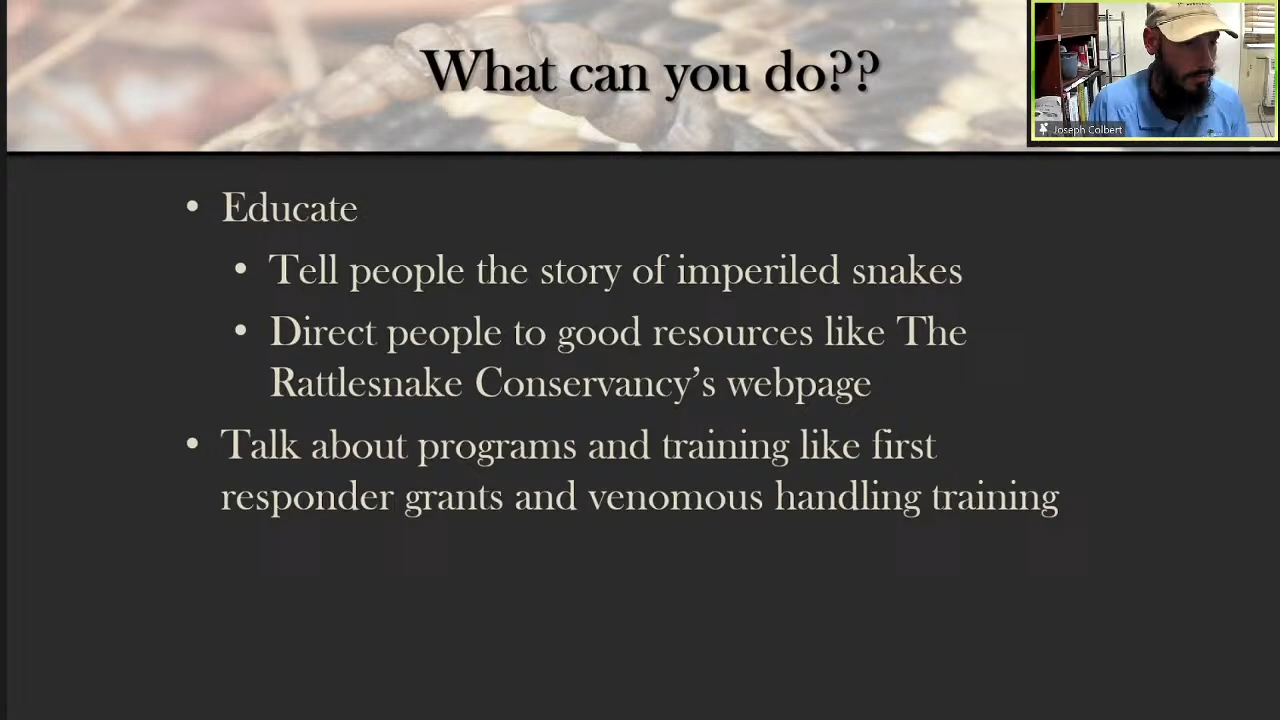 What can you do??
Joseph Colbert
• Educate
• Tell people the story of imperiled snakes
• Direct people to good resources like The
Rattlesnake Conservancy’s webpage
• Talk about programs and training like first
responder grants and venomous handling training